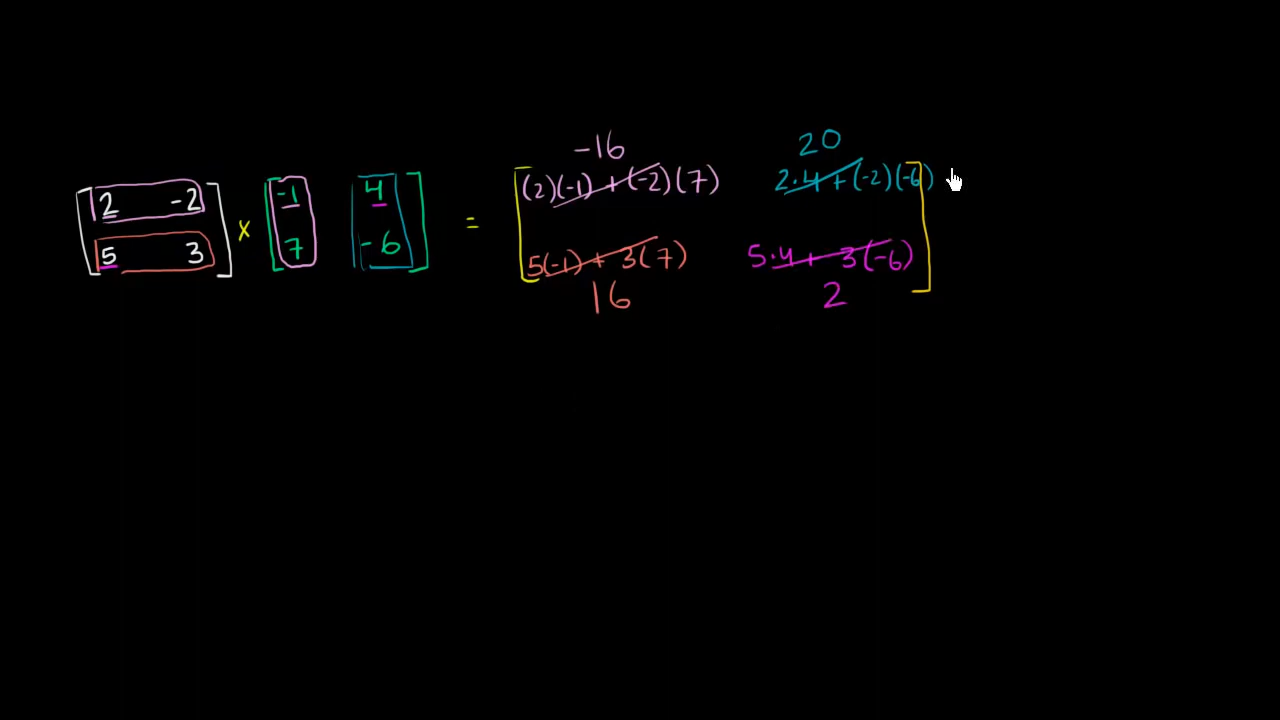 -16 20
[2 -2] × [-1 4] = [(2)(-1) + (-2)(7) 2·4 + (-2)(-6)]
[5 3] [7 -6] [5(-1) + 3(7) 5·4 + 3(-6)]
16 2